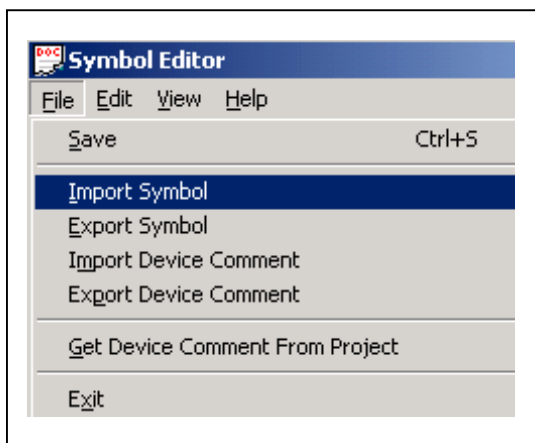 DOC Symbol Editor
File Edit View Help
Save Ctrl+S
Import Symbol
Export Symbol
Import Device Comment
Export Device Comment
Get Device Comment From Project
Exit